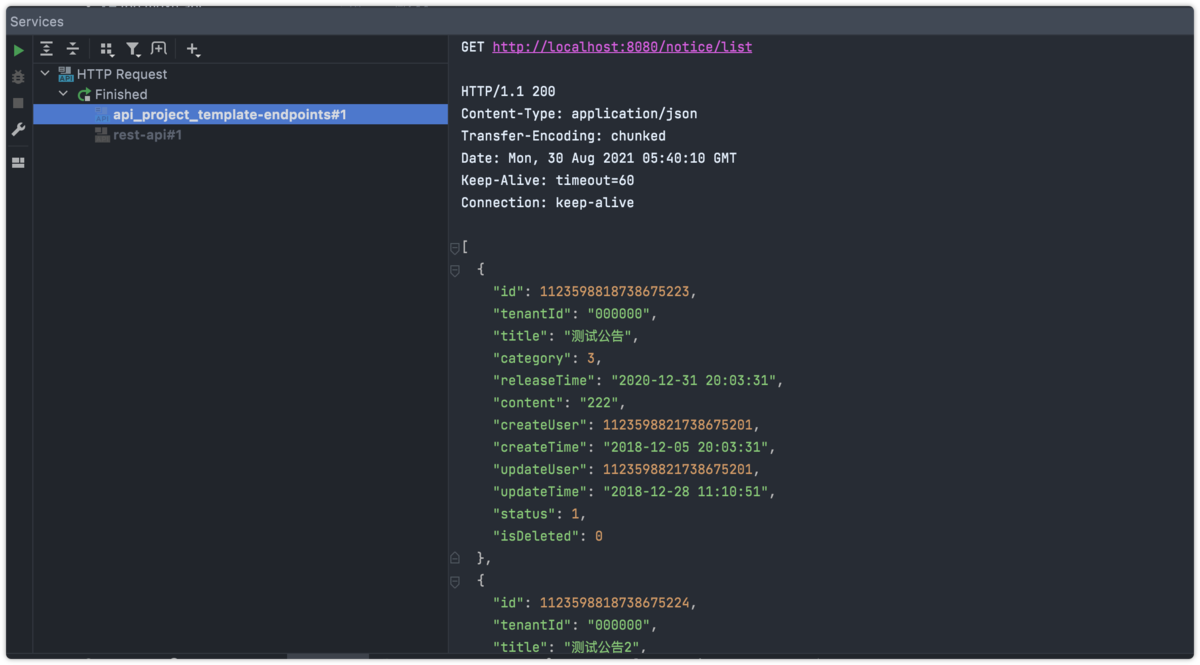 Services
HTTP Request
Finished
api_project_template-endpoints#1
rest-api#1
GET http://localhost:8080/notice/list
HTTP/1.1 200
Content-Type: application/json
Transfer-Encoding: chunked
Date: Mon, 30 Aug 2021 05:40:10 GMT
Keep-Alive: timeout=60
Connection: keep-alive
[
{
"id": 1123598818738675223,
"tenantId": "000000",
"title": "测试公告",
"category": 3,
"releaseTime": "2020-12-31 20:03:31",
"content": "222",
"createUser": 1123598821738675201,
"createTime": "2018-12-05 20:03:31",
"updateUser": 1123598821738675201,
"updateTime": "2018-12-28 11:10:51",
"status": 1,
"isDeleted": 0
},
{
"id": 1123598818738675224,
"tenantId": "000000",
"title": "测试公告2",